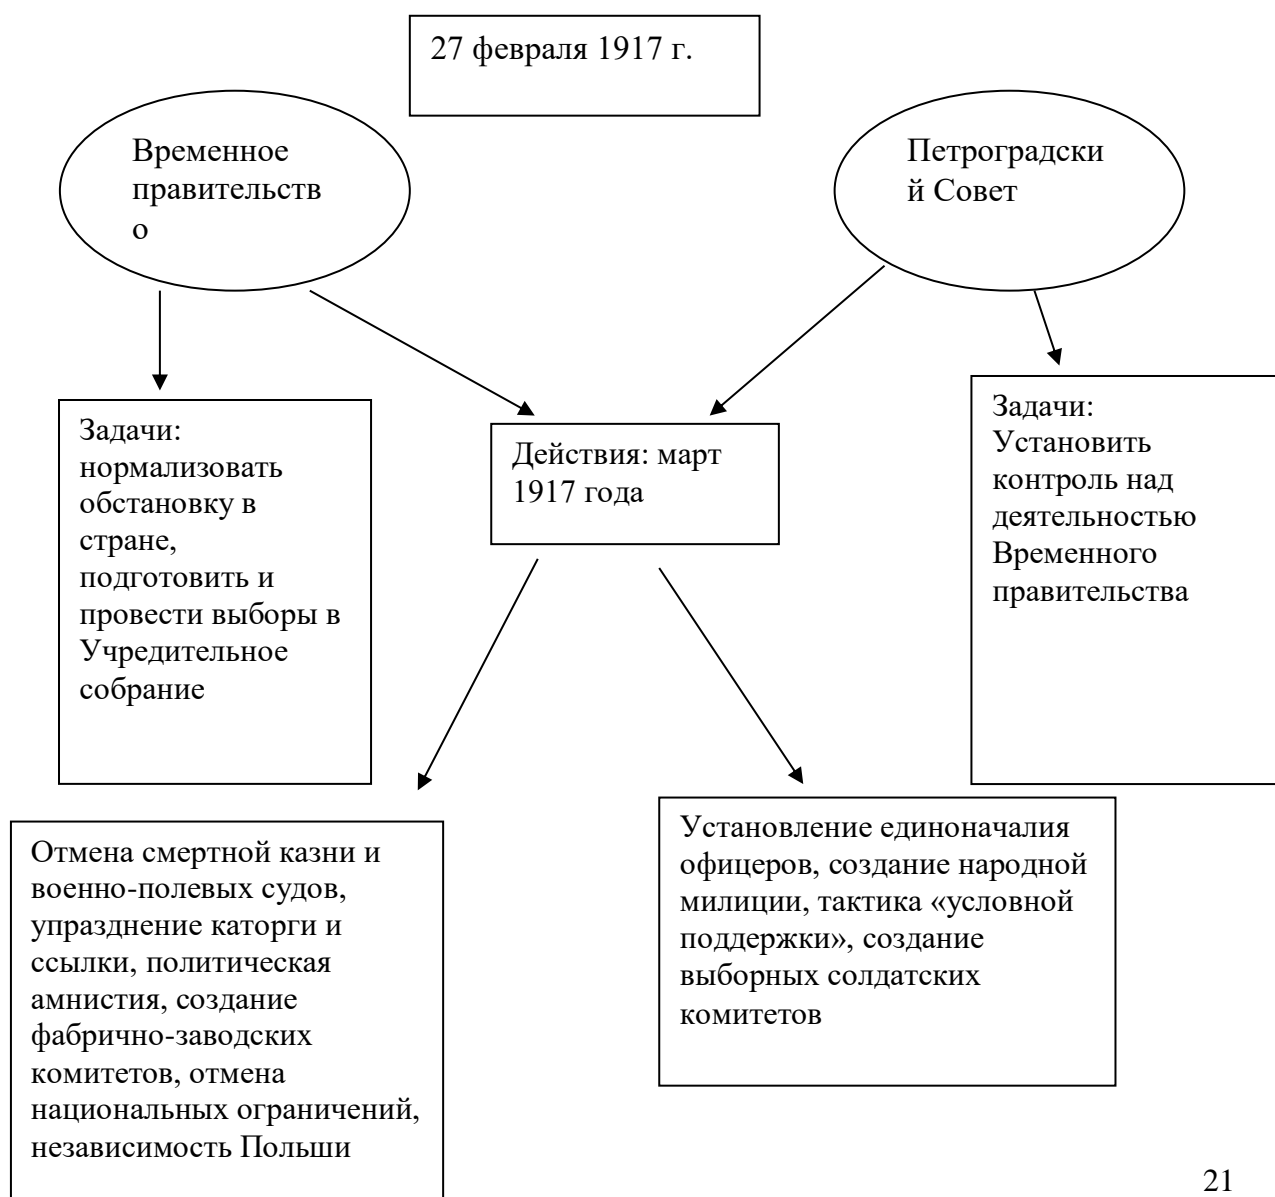 27 февраля 1917 г.
Временное
правительств
о
Петроградски
й Совет
Задачи:
нормализовать
обстановку в
стране,
подготовить и
провести выборы в
Учредительное
собрание
Действия: март
1917 года
Задачи:
Установить
контроль над
деятельностью
Временного
правительства
Отмена смертной казни и
военно-полевых судов,
упразднение каторги и
ссылки, политическая
амнистия, создание
фабрично-заводских
комитетов, отмена
национальных ограничений,
независимость Польши
Установление единоначалия
офицеров, создание народной
милиции, тактика «условной
поддержки», создание
выборных солдатских
комитетов
21